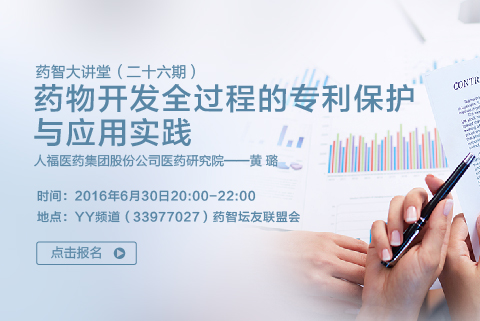 药智大讲堂（二十六期）
药物开发全过程的专利保护
与应用实践
人福医药集团股份公司医药研究院——黄 璐
时间：2016年6月30日20:00-22:00
地点：YY频道（33977027）药智坛友联盟会
点击报名
CONTR